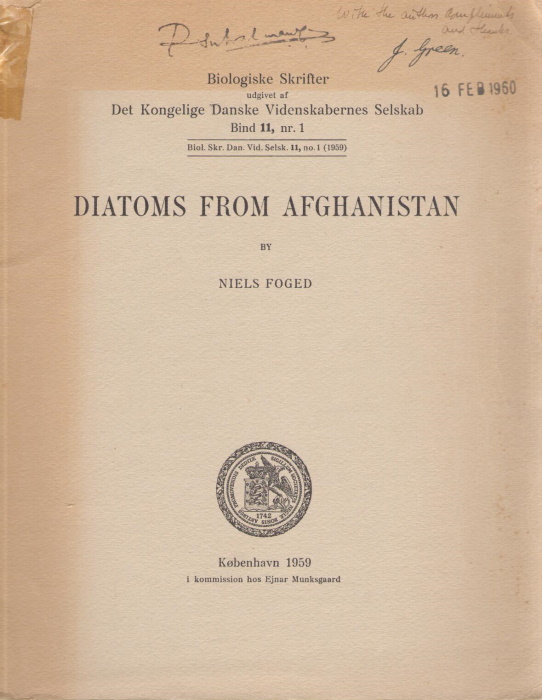 With the authors compliments
and thanks.
J. Green.
16 FEB 1960
Biologiske Skrifter
udgivet af
Det Kongelige Danske Videnskabernes Selskab
Bind 11, nr. 1
Biol. Skr. Dan. Vid. Selsk. 11, no. 1 (1959)
DIATOMS FROM AFGHANISTAN
BY
NIELS FOGED
1742
København 1959
i kommission hos Ejnar Munksgaard